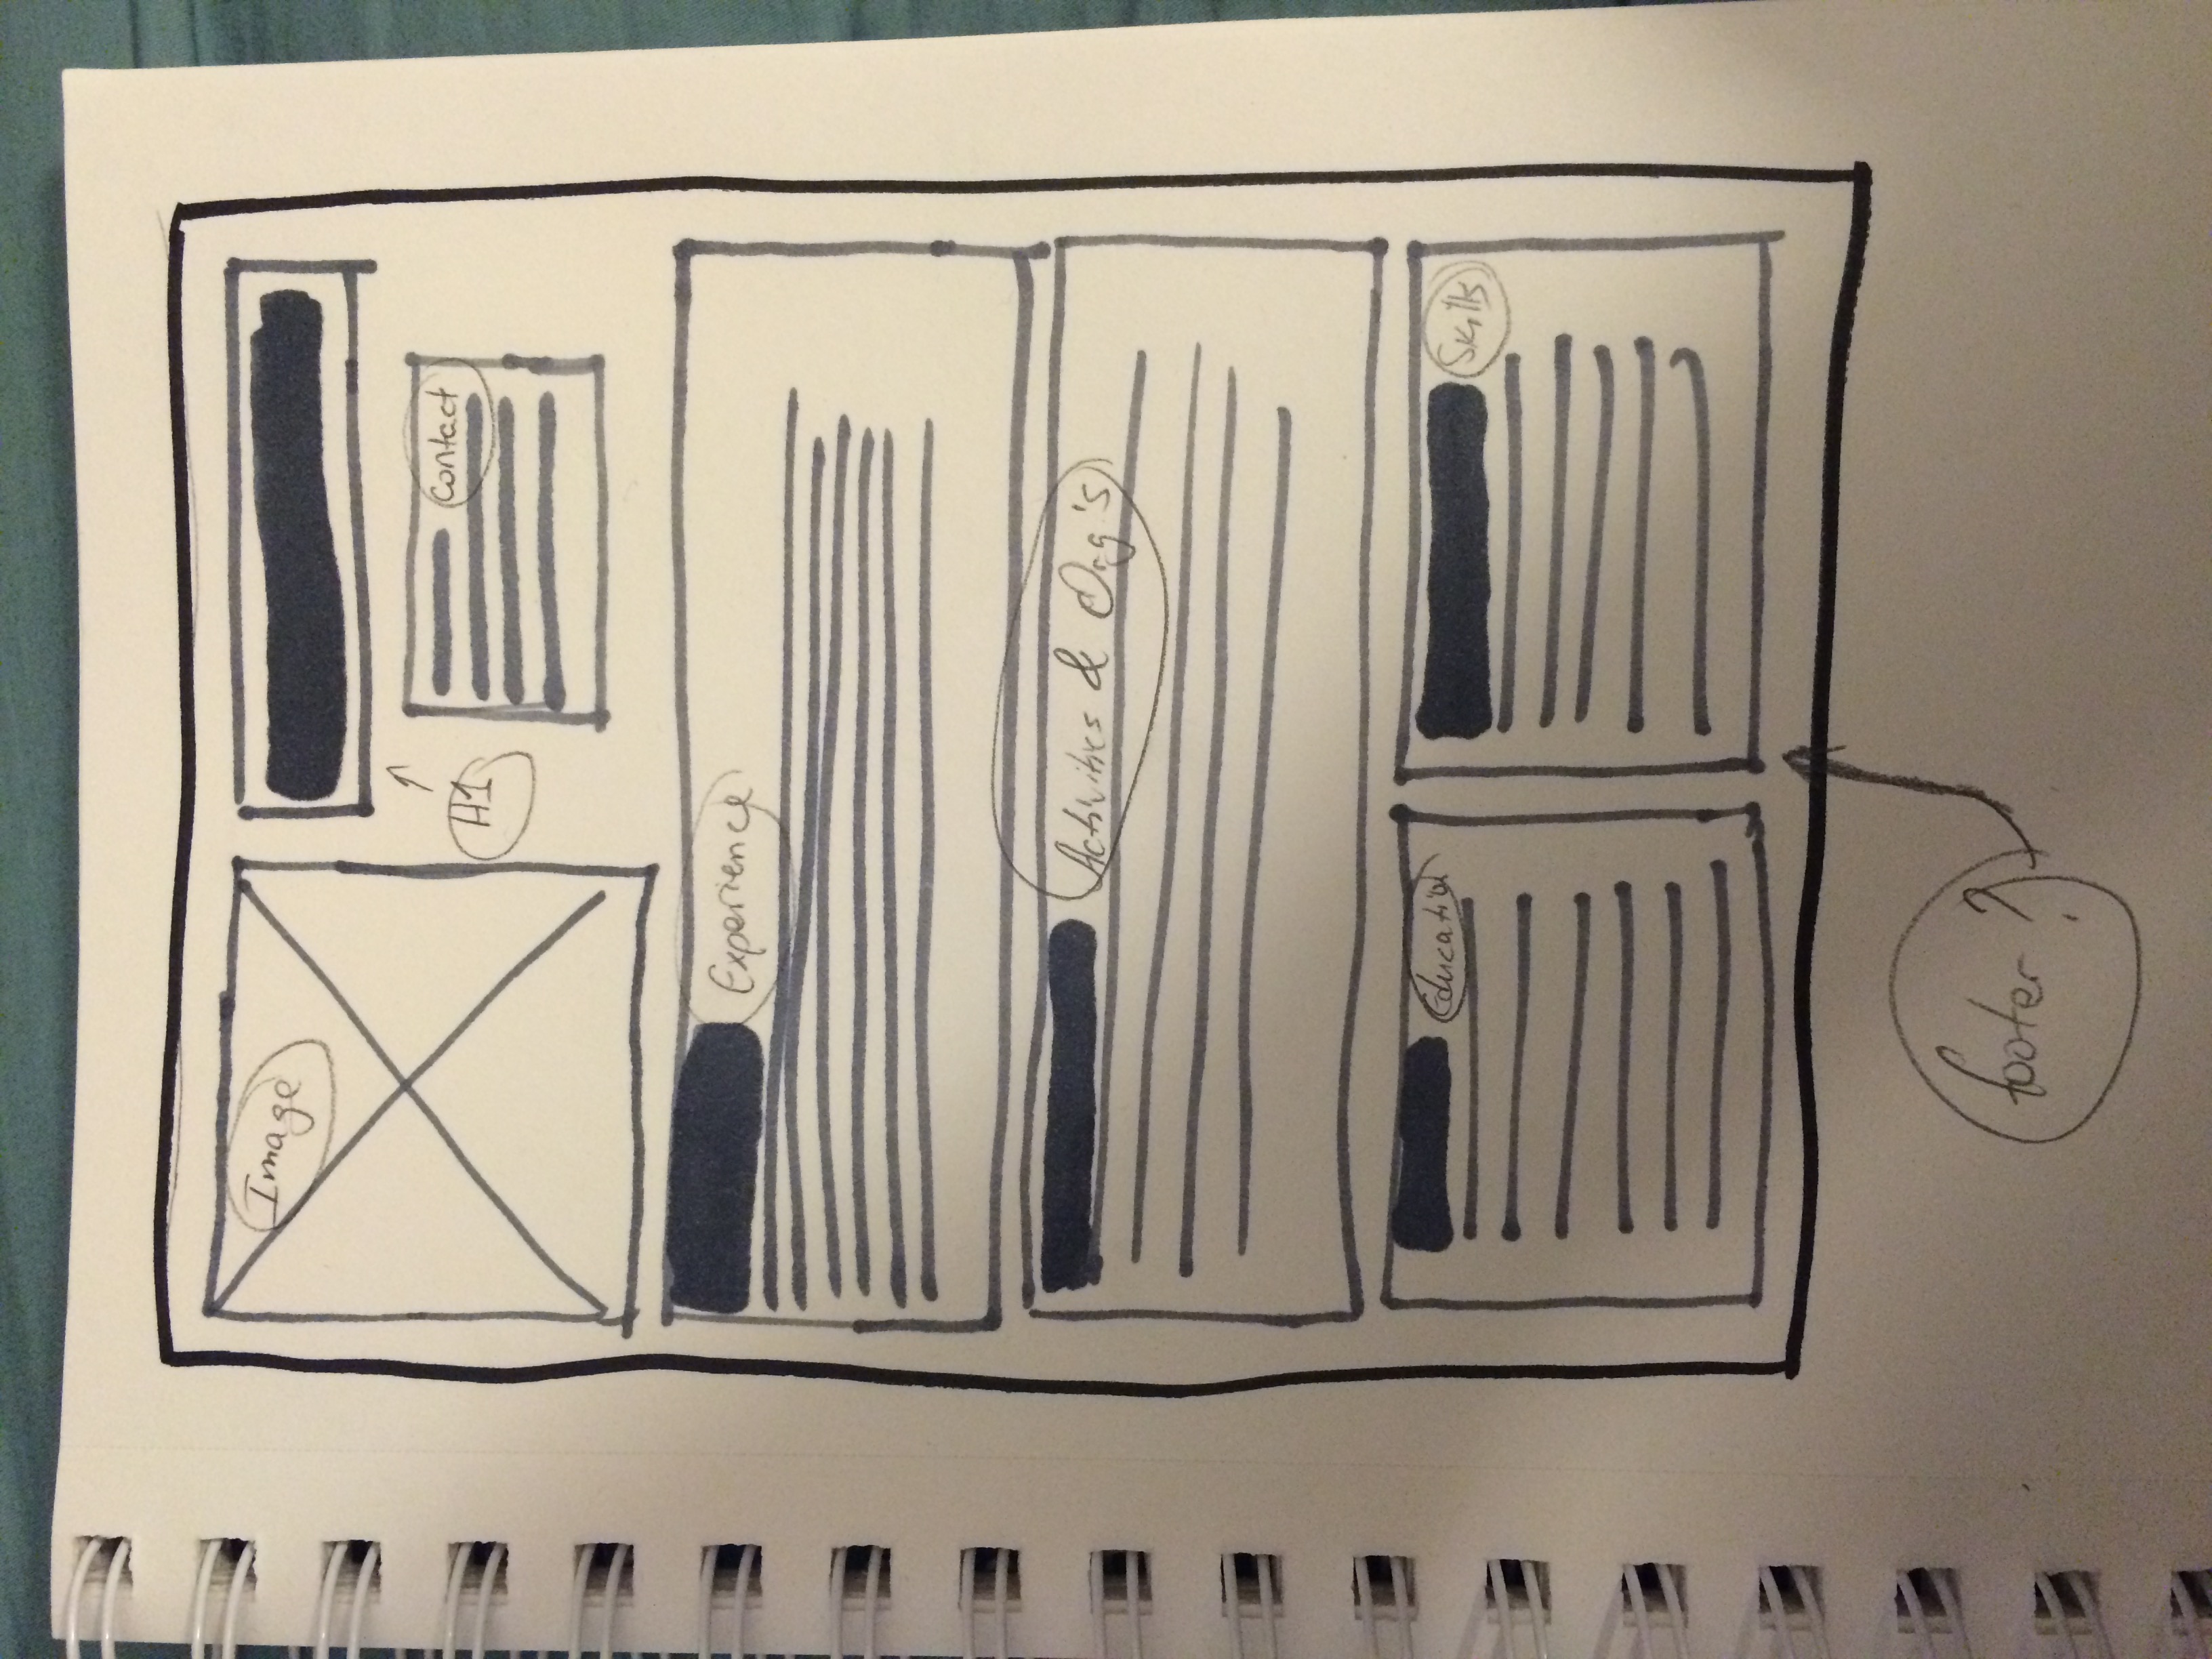 Image
Contact
H1
Experience
Activities & Org's
Education
Skills
footer ?